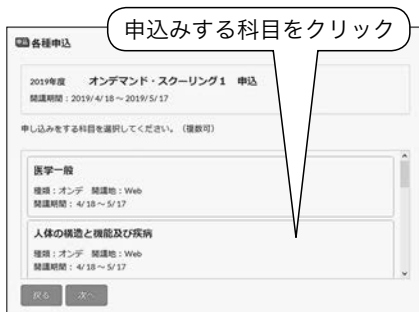 申込みする科目をクリック
申込 各種申込
2019年度 オンデマンド・スクーリング1 申込
開講期間：2019/4/18～2019/5/17
申し込みをする科目を選択してください。（複数可）
医学一般
種類：オンデ 開講地：Web
開講期間：4/18～5/17
人体の構造と機能及び疾病
種類：オンデ 開講地：Web
開講期間：4/18～5/17
戻る 次へ